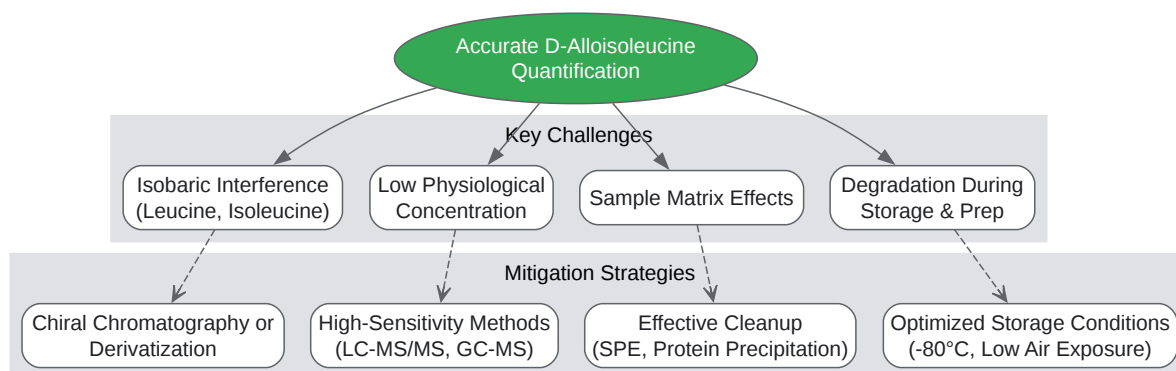 Accurate D-Alloisoleucine
Quantification
Key Challenges
Isobaric Interference
(Leucine, Isoleucine)
Low Physiological
Concentration
Sample Matrix Effects
Degradation During
Storage & Prep
Mitigation Strategies
Chiral Chromatography or
Derivatization
High-Sensitivity Methods
(LC-MS/MS, GC-MS)
Effective Cleanup
(SPE, Protein Precipitation)
Optimized Storage Conditions
(-80°C, Low Air Exposure)